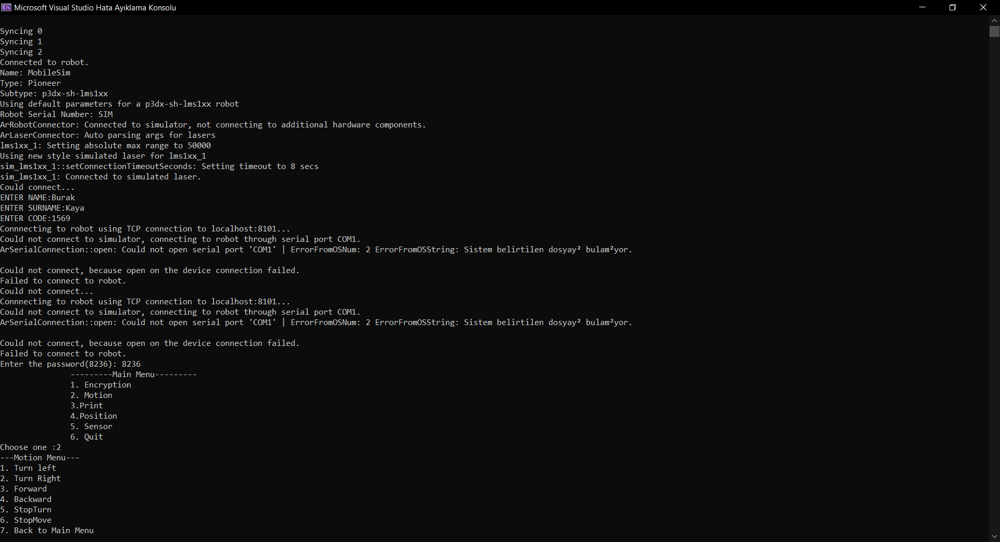 Microsoft Visual Studio Hata Ayıklama Konsolu
Syncing 0
Syncing 1
Syncing 2
Connected to robot.
Name: MobileSim
Type: Pioneer
Subtype: p3dx-sh-lms1xx
Using default parameters for a p3dx-sh-lms1xx robot
Robot Serial Number: SIM
ArRobotConnector: Connected to simulator, not connecting to additional hardware components.
ArLaserConnector: Auto parsing args for lasers
lms1xx_1: Setting absolute max range to 50000
Using new style simulated laser for lms1xx_1
sim_lms1xx_1::setConnectionTimeoutSeconds: Setting timeout to 8 secs
sim_lms1xx_1: Connected to simulated laser.
Could connect...
ENTER NAME:Burak
ENTER SURNAME:Kaya
ENTER CODE:1569
Connnecting to robot using TCP connection to localhost:8101...
Could not connect to simulator, connecting to robot through serial port COM1.
ArSerialConnection::open: Could not open serial port 'COM1' | ErrorFromOSNum: 2 ErrorFromOSString: Sistem belirtilen dosyay² bulam²yor.
Could not connect, because open on the device connection failed.
Failed to connect to robot.
Could not connect...
Connnecting to robot using TCP connection to localhost:8101...
Could not connect to simulator, connecting to robot through serial port COM1.
ArSerialConnection::open: Could not open serial port 'COM1' | ErrorFromOSNum: 2 ErrorFromOSString: Sistem belirtilen dosyay² bulam²yor.
Could not connect, because open on the device connection failed.
Failed to connect to robot.
Enter the password(8236): 8236
---------Main Menu---------
1. Encryption
2. Motion
3.Print
4.Position
5. Sensor
6. Quit
Choose one :2
---Motion Menu---
1. Turn left
2. Turn Right
3. Forward
4. Backward
5. StopTurn
6. StopMove
7. Back to Main Menu